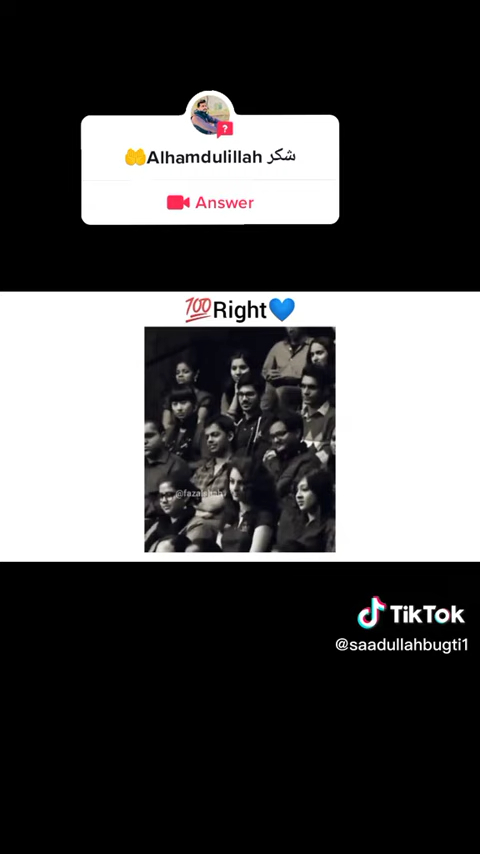 🤲Alhamdulillah شکر
Answer
💯Right💙
TikTok
@saadullahbugti1